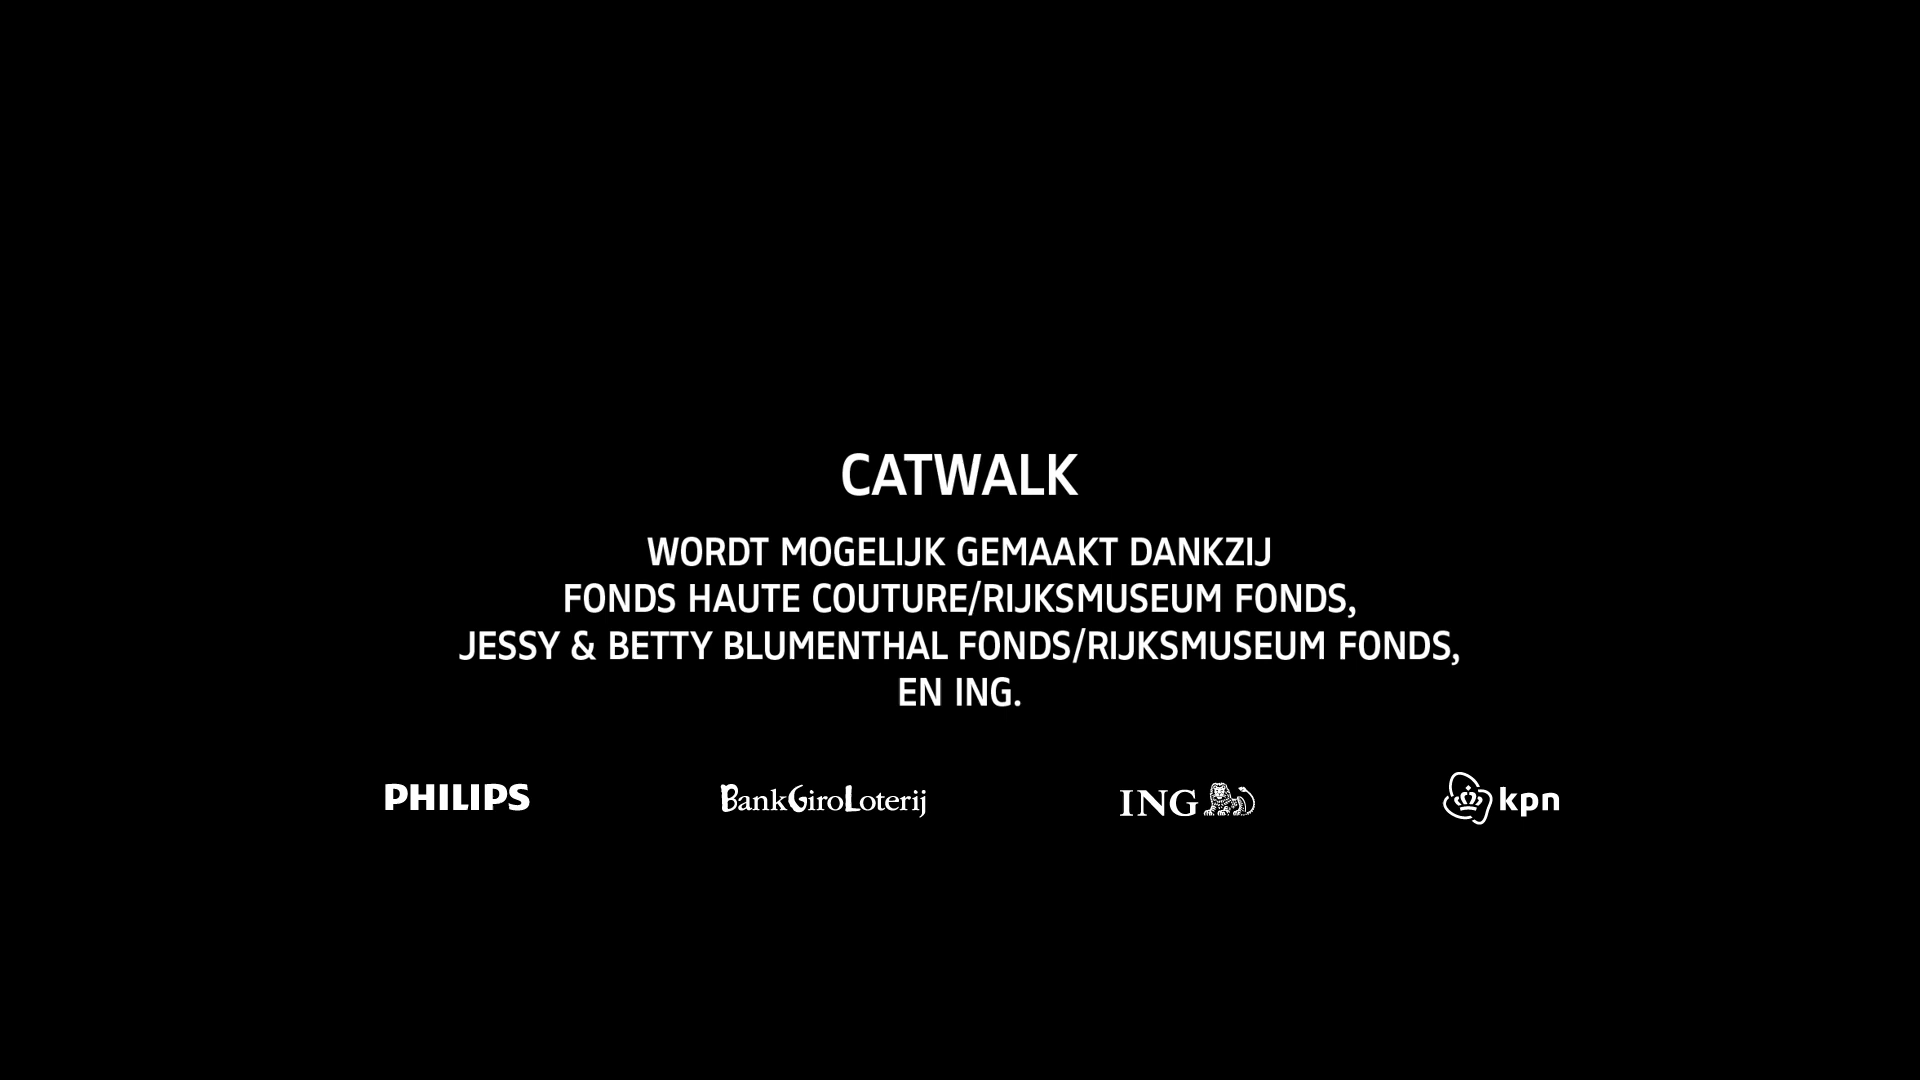 CATWALK
WORDT MOGELIJK GEMAAKT DANKZIJ
FONDS HAUTE COUTURE/RIJKSMUSEUM FONDS,
JESSY & BETTY BLUMENTHAL FONDS/RIJKSMUSEUM FONDS,
EN ING.
PHILIPS BankGiroLoterij ING kpn